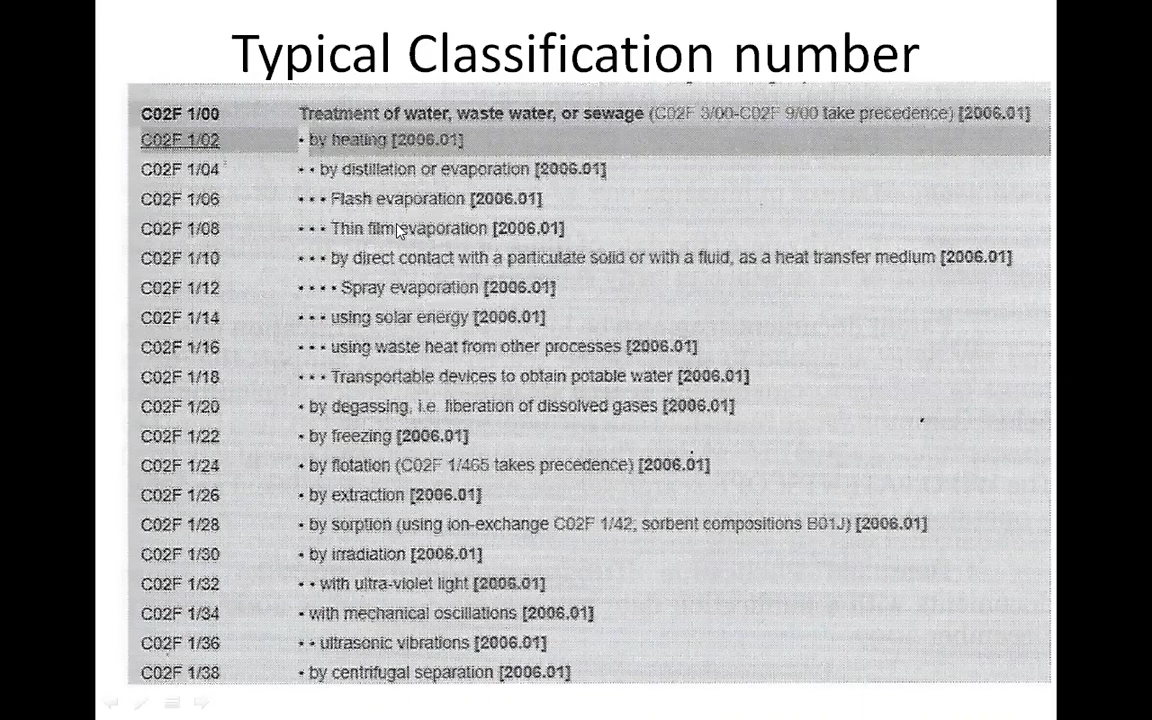 Typical Classification number
C02F 1/00 Treatment of water, waste water, or sewage (C02F 3/00-C02F 9/00 take precedence) [2006.01]
C02F 1/02 • by heating [2006.01]
C02F 1/04 • • by distillation or evaporation [2006.01]
C02F 1/06 • • • Flash evaporation [2006.01]
C02F 1/08 • • • Thin film evaporation [2006.01]
C02F 1/10 • • • by direct contact with a particulate solid or with a fluid, as a heat transfer medium [2006.01]
C02F 1/12 • • • • Spray evaporation [2006.01]
C02F 1/14 • • • using solar energy [2006.01]
C02F 1/16 • • • using waste heat from other processes [2006.01]
C02F 1/18 • • • Transportable devices to obtain potable water [2006.01]
C02F 1/20 • by degassing, i.e. liberation of dissolved gases [2006.01]
C02F 1/22 • by freezing [2006.01]
C02F 1/24 • by flotation (C02F 1/465 takes precedence) [2006.01]
C02F 1/26 • by extraction [2006.01]
C02F 1/28 • by sorption (using ion-exchange C02F 1/42; sorbent compositions B01J) [2006.01]
C02F 1/30 • by irradiation [2006.01]
C02F 1/32 • • with ultra-violet light [2006.01]
C02F 1/34 • with mechanical oscillations [2006.01]
C02F 1/36 • • ultrasonic vibrations [2006.01]
C02F 1/38 • by centrifugal separation [2006.01]